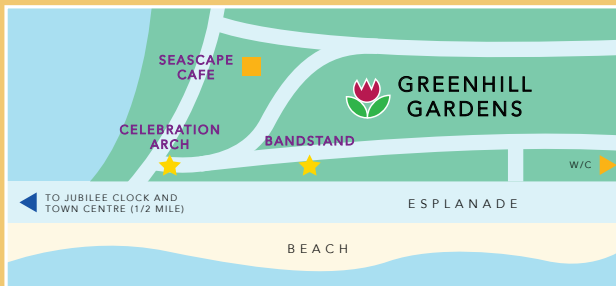 SEASCAPE
CAFE
GREENHILL
GARDENS
CELEBRATION
ARCH
BANDSTAND
W/C
TO JUBILEE CLOCK AND
TOWN CENTRE (1/2 MILE)
ESPLANADE
BEACH